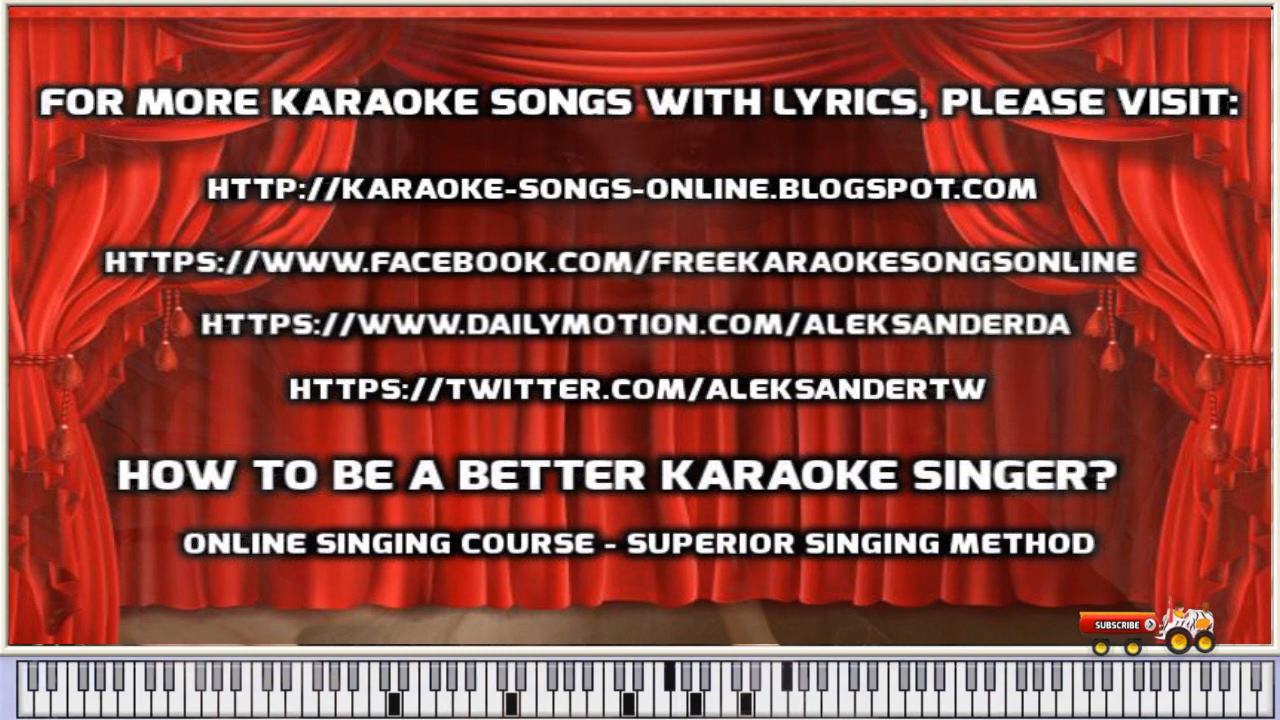 FOR MORE KARAOKE SONGS WITH LYRICS, PLEASE VISIT:
HTTP://KARAOKE-SONGS-ONLINE.BLOGSPOT.COM
HTTPS://WWW.FACEBOOK.COM/FREEKARAOKESONGSONLINE
HTTPS://WWW.DAILYMOTION.COM/ALEKSANDERDA
HTTPS://TWITTER.COM/ALEKSANDERTW
HOW TO BE A BETTER KARAOKE SINGER?
ONLINE SINGING COURSE - SUPERIOR SINGING METHOD
SUBSCRIBE